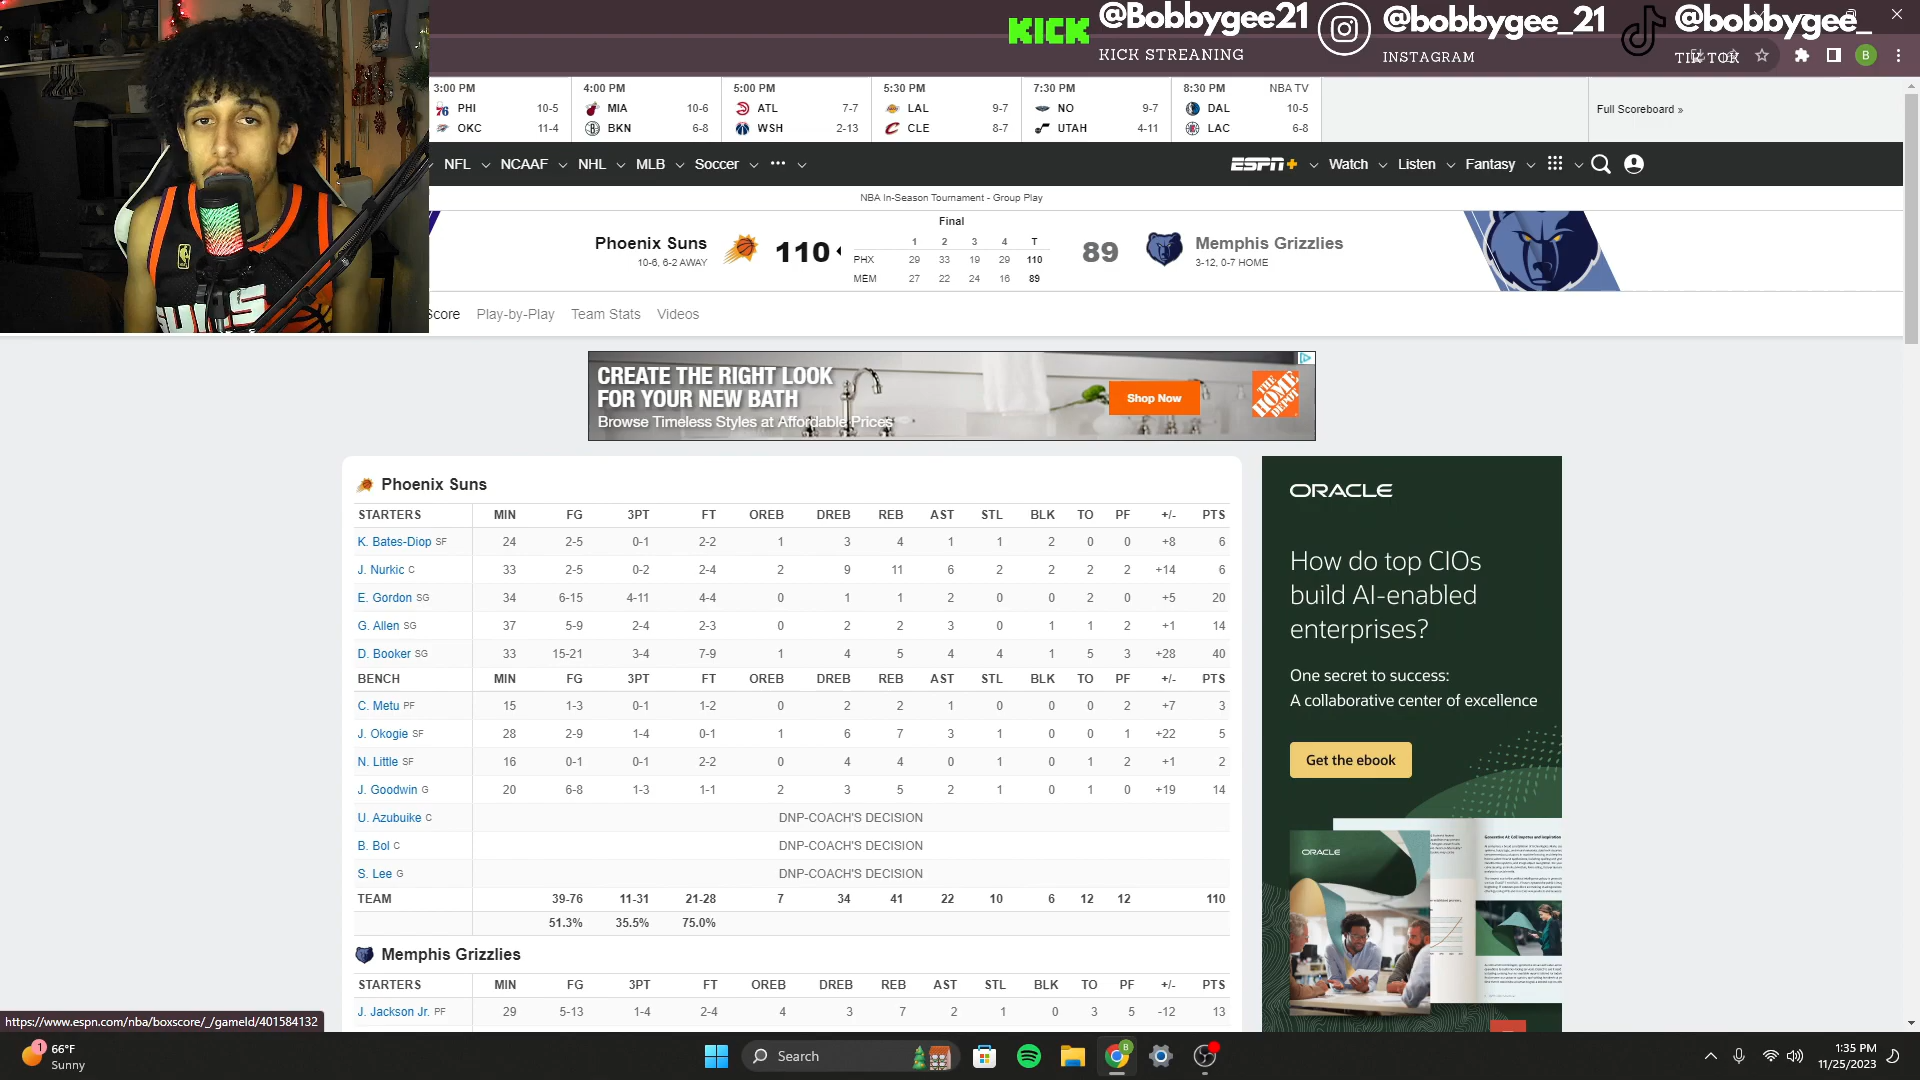 KICK @Bobbygee21 @bobbygee_21 @bobbygee_
KICK STREANING INSTAGRAM TIKTOK
B
3:00 PM 4:00 PM 5:00 PM 5:30 PM 7:30 PM 8:30 PM NBA TV
PHI 10-5 MIA 10-6 ATL 7-7 LAL 9-7 NO 9-7 DAL 10-5
OKC 11-4 BKN 6-8 WSH 2-13 CLE 8-7 UTAH 4-11 LAC 6-8
Full Scoreboard »
NFL NCAAF NHL MLB Soccer ••• ESPN+ Watch Listen Fantasy
NBA In-Season Tournament - Group Play
Final
Phoenix Suns 110 89 Memphis Grizzlies
10-6, 6-2 AWAY 3-12, 0-7 HOME
1 2 3 4 T
PHX 29 33 19 29 110
MEM 27 22 24 16 89
Score Play-by-Play Team Stats Videos
CREATE THE RIGHT LOOK
FOR YOUR NEW BATH
Browse Timeless Styles at Affordable Prices
Shop Now
THE HOME DEPOT
Phoenix Suns
STARTERS MIN FG 3PT FT OREB DREB REB AST STL BLK TO PF +/- PTS
K. Bates-Diop SF 24 2-5 0-1 2-2 1 3 4 1 1 2 0 0 +8 6
J. Nurkic C 33 2-5 0-2 2-4 2 9 11 6 2 2 2 2 +14 6
E. Gordon SG 34 6-15 4-11 4-4 0 1 1 2 0 0 2 0 +5 20
G. Allen SG 37 5-9 2-4 2-3 0 2 2 3 0 1 1 2 +1 14
D. Booker SG 33 15-21 3-4 7-9 1 4 5 4 4 1 5 3 +28 40
BENCH MIN FG 3PT FT OREB DREB REB AST STL BLK TO PF +/- PTS
C. Metu PF 15 1-3 0-1 1-2 0 2 2 1 0 0 0 2 +7 3
J. Okogie SF 28 2-9 1-4 0-1 1 6 7 3 1 0 0 1 +22 5
N. Little SF 16 0-1 0-1 2-2 0 4 4 0 1 0 1 2 +1 2
J. Goodwin G 20 6-8 1-3 1-1 2 3 5 2 1 0 1 0 +19 14
U. Azubuike C DNP-COACH'S DECISION
B. Bol C DNP-COACH'S DECISION
S. Lee G DNP-COACH'S DECISION
TEAM 39-76 11-31 21-28 7 34 41 22 10 6 12 12 110
51.3% 35.5% 75.0%
Memphis Grizzlies
STARTERS MIN FG 3PT FT OREB DREB REB AST STL BLK TO PF +/- PTS
J. Jackson Jr. PF 29 5-13 1-4 2-4 4 3 7 2 1 0 3 5 -12 13
ORACLE
How do top CIOs
build AI-enabled
enterprises?
One secret to success:
A collaborative center of excellence
Get the ebook
ORACLE
https://www.espn.com/nba/boxscore/_/gameId/401584132
1 66°F
Sunny
Search
B
1:35 PM
11/25/2023